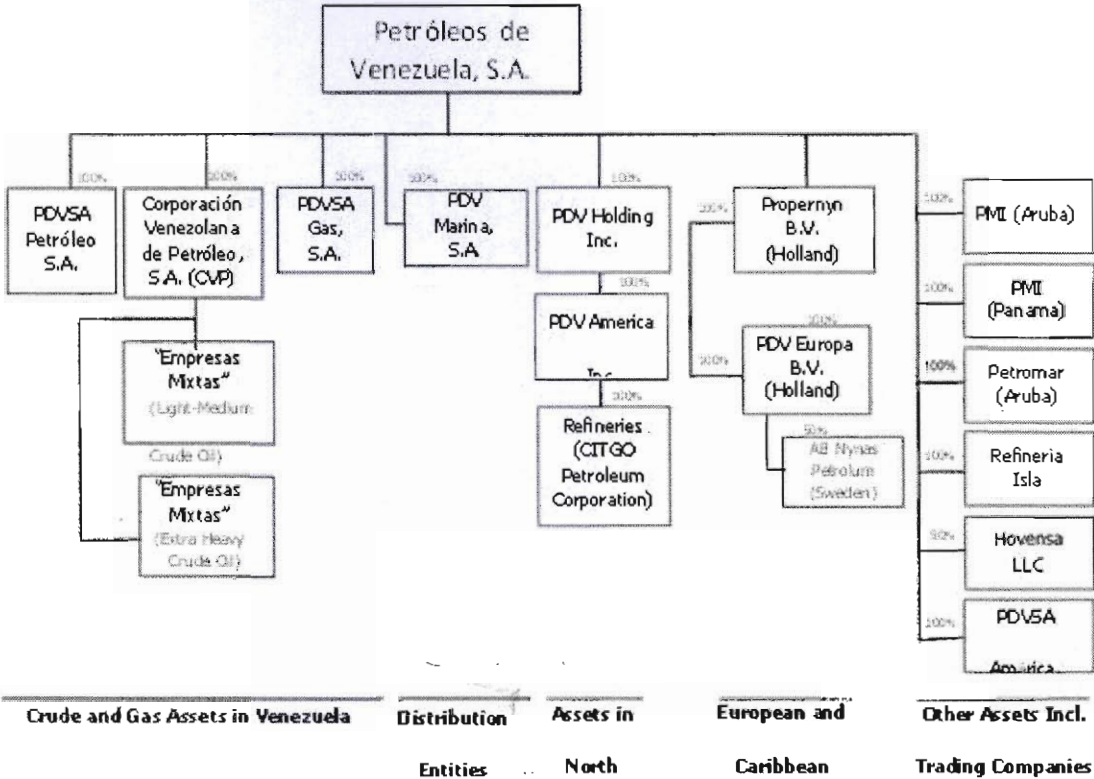 Petróleos de
Venezuela, S.A.
100%
PDVSA
Petróleo
S.A.
100%
Corporación
Venezolana
de Petróleo,
S.A. (CVP)
"Empresas
Mixtas"
(Light-Medium
Crude Oil)
"Empresas
Mixtas"
(Extra Heavy
Crude Oil)
100%
PDVSA
Gas,
S.A.
100%
PDV
Marina,
S.A.
100%
PDV Holding
Inc.
100%
PDV America
Inc
100%
Refineries
(CITGO
Petroleum
Corporation)
100%
Propernyn
B.V.
(Holland)
100%
100%
PDV Europa
B.V.
(Holland)
100%
50%
AB Nynas
Petrolum
(Sweden)
100%
PMI (Aruba)
100%
PMI
(Panama)
100%
Petromar
(Aruba)
100%
Refineria
Isla
50%
Hovensa
LLC
100%
PDVSA
America
Crude and Gas Assets in Venezuela
Distribution
Entities
Assets in
North
European and
Caribbean
Other Assets Incl.
Trading Companies